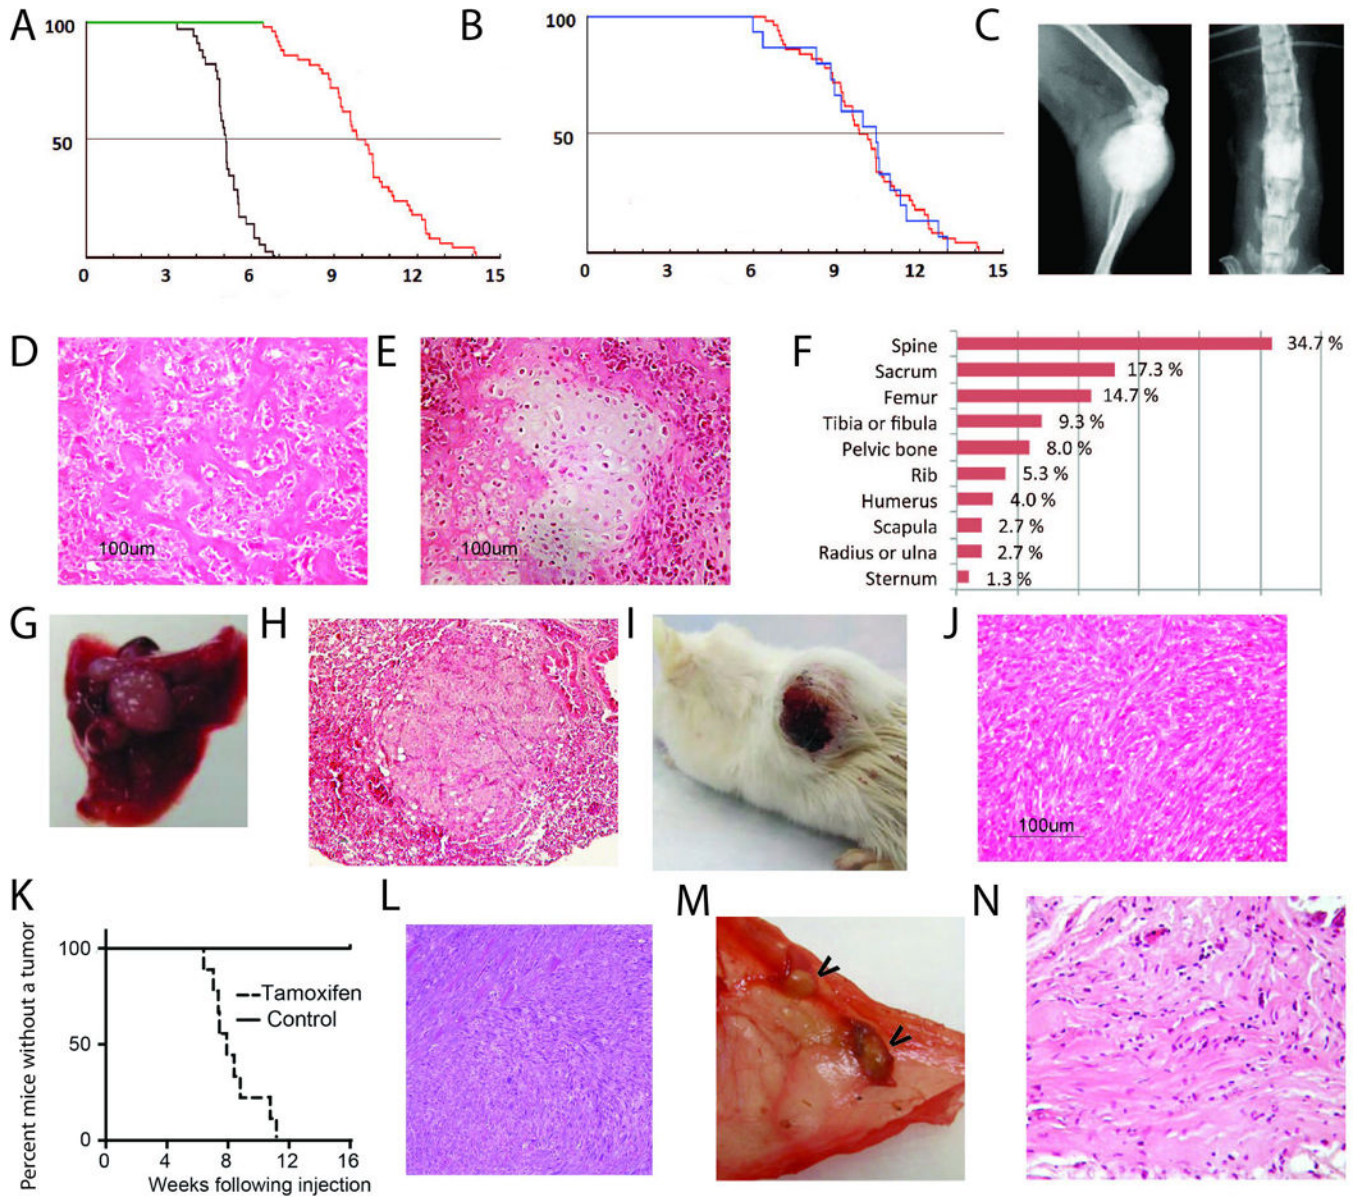 A
100
50
0
3
6
9
12
15
B
100
50
0
3
6
9
12
15
C
D
100um
E
100um
F
Spine
34.7 %
Sacrum
17.3 %
Femur
14.7 %
Tibia or fibula
9.3 %
Pelvic bone
8.0 %
Rib
5.3 %
Humerus
4.0 %
Scapula
2.7 %
Radius or ulna
2.7 %
Sternum
1.3 %
G
H
I
J
100um
K
Percent mice without a tumor
100
50
0
Tamoxifen
Control
0
4
8
12
16
Weeks following injection
L
M
N